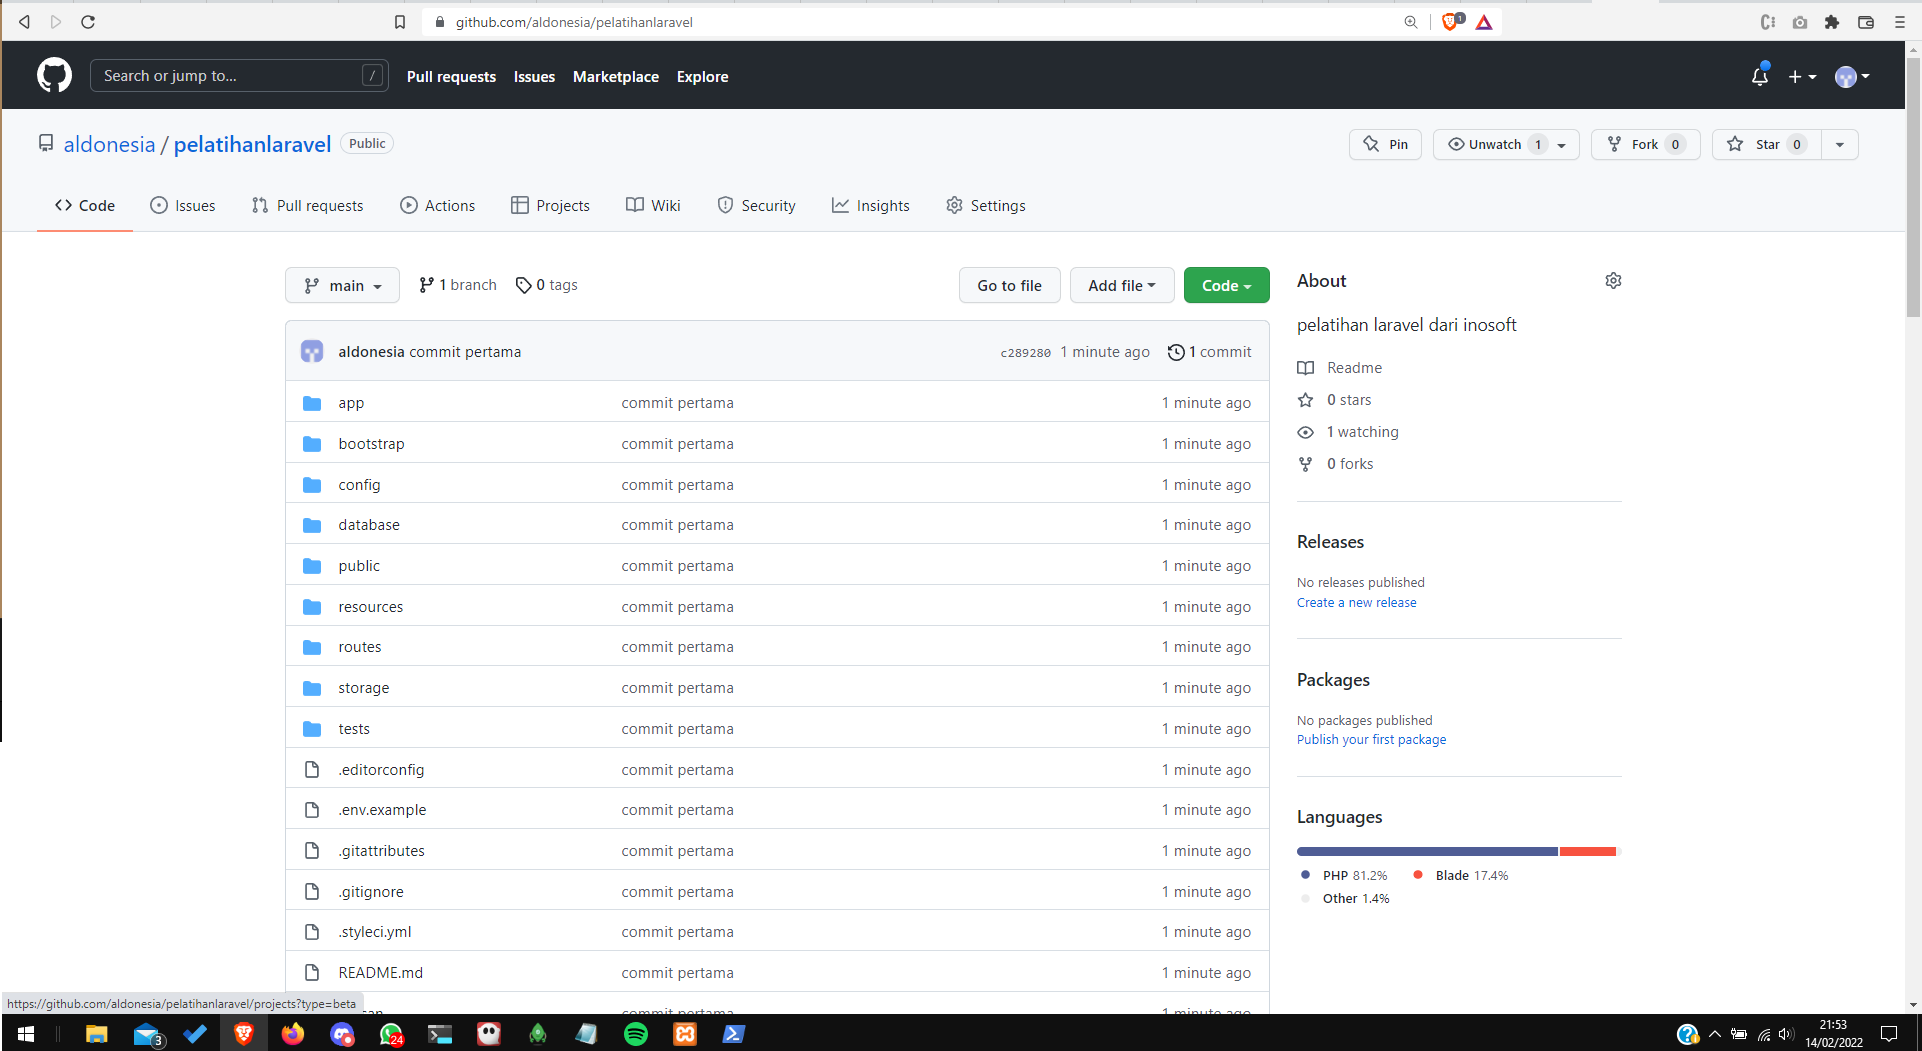 github.com/aldonesia/pelatihanlaravel
1
Search or jump to...
/
Pull requests
Issues
Marketplace
Explore
aldonesia / pelatihanlaravel
Public
Pin
Unwatch 1
Fork 0
Star 0
Code
Issues
Pull requests
Actions
Projects
Wiki
Security
Insights
Settings
main
1 branch
0 tags
Go to file
Add file
Code
aldonesia commit pertama
c289280 1 minute ago
1 commit
app commit pertama 1 minute ago
bootstrap commit pertama 1 minute ago
config commit pertama 1 minute ago
database commit pertama 1 minute ago
public commit pertama 1 minute ago
resources commit pertama 1 minute ago
routes commit pertama 1 minute ago
storage commit pertama 1 minute ago
tests commit pertama 1 minute ago
.editorconfig commit pertama 1 minute ago
.env.example commit pertama 1 minute ago
.gitattributes commit pertama 1 minute ago
.gitignore commit pertama 1 minute ago
.styleci.yml commit pertama 1 minute ago
README.md commit pertama 1 minute ago
commit pertama 1 minute ago
About
pelatihan laravel dari inosoft
Readme
0 stars
1 watching
0 forks
Releases
No releases published
Create a new release
Packages
No packages published
Publish your first package
Languages
PHP 81.2%
Blade 17.4%
Other 1.4%
https://github.com/aldonesia/pelatihanlaravel/projects?type=beta
3
24
21:53
14/02/2022